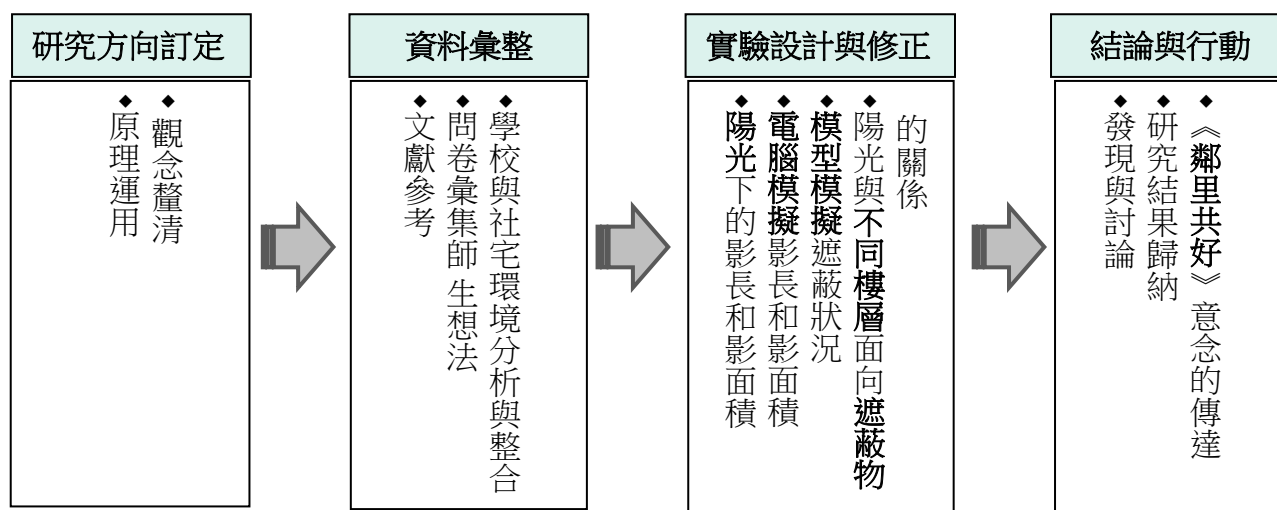 研究方向訂定
◆原理運用
◆觀念釐清
資料彙整
◆文獻參考
◆問卷彙集師生想法
◆學校與社宅環境分析與整合
實驗設計與修正
◆陽光下的影長和影面積
◆電腦模擬影長和影面積
◆模型模擬遮蔽狀況
◆陽光與不同樓層面向遮蔽物
的關係
結論與行動
◆發現與討論
◆研究結果歸納
◆《鄰里共好》意念的傳達